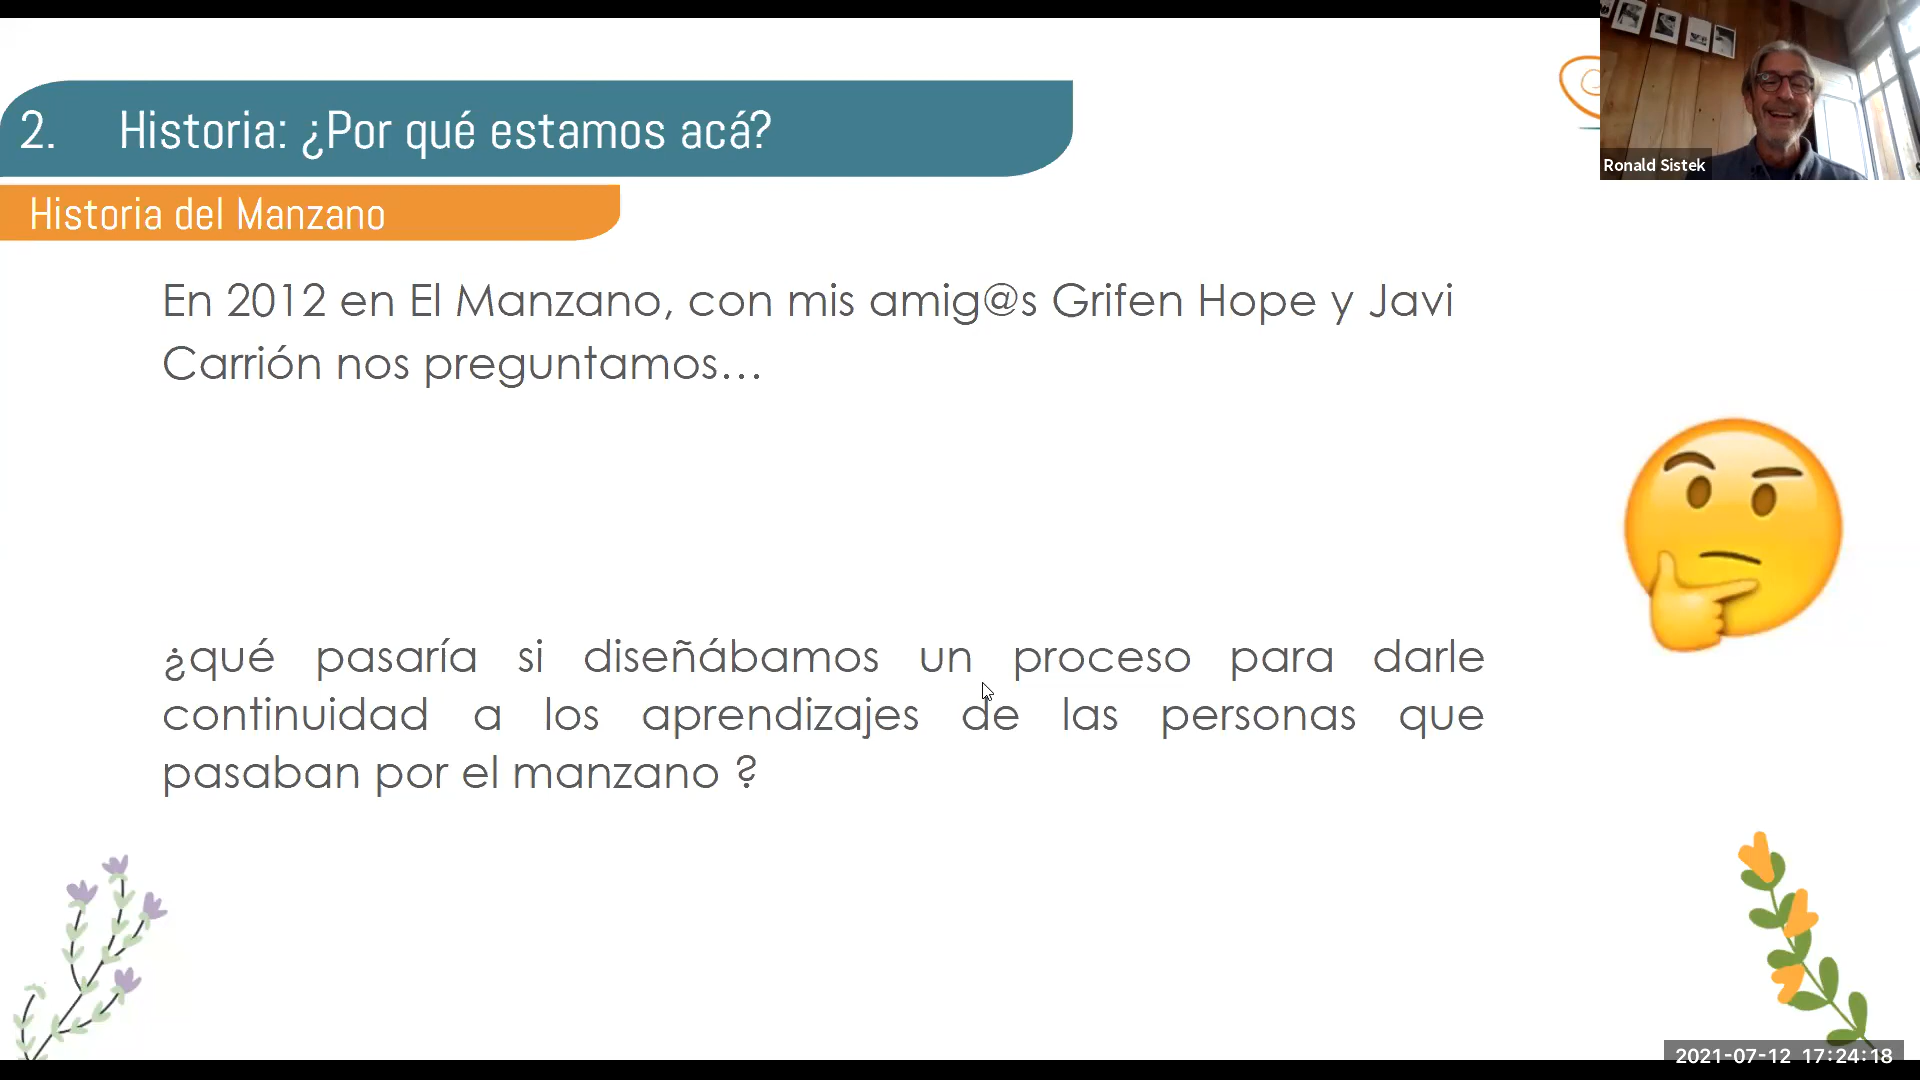 2. Historia: ¿Por qué estamos acá?
Historia del Manzano
En 2012 en El Manzano, con mis amig@s Grifen Hope y Javi
Carrión nos preguntamos...
¿qué pasaría si diseñábamos un proceso para darle
continuidad a los aprendizajes de las personas que
pasaban por el manzano ?
Ronald Sistek
2021-07-12 17:24:18